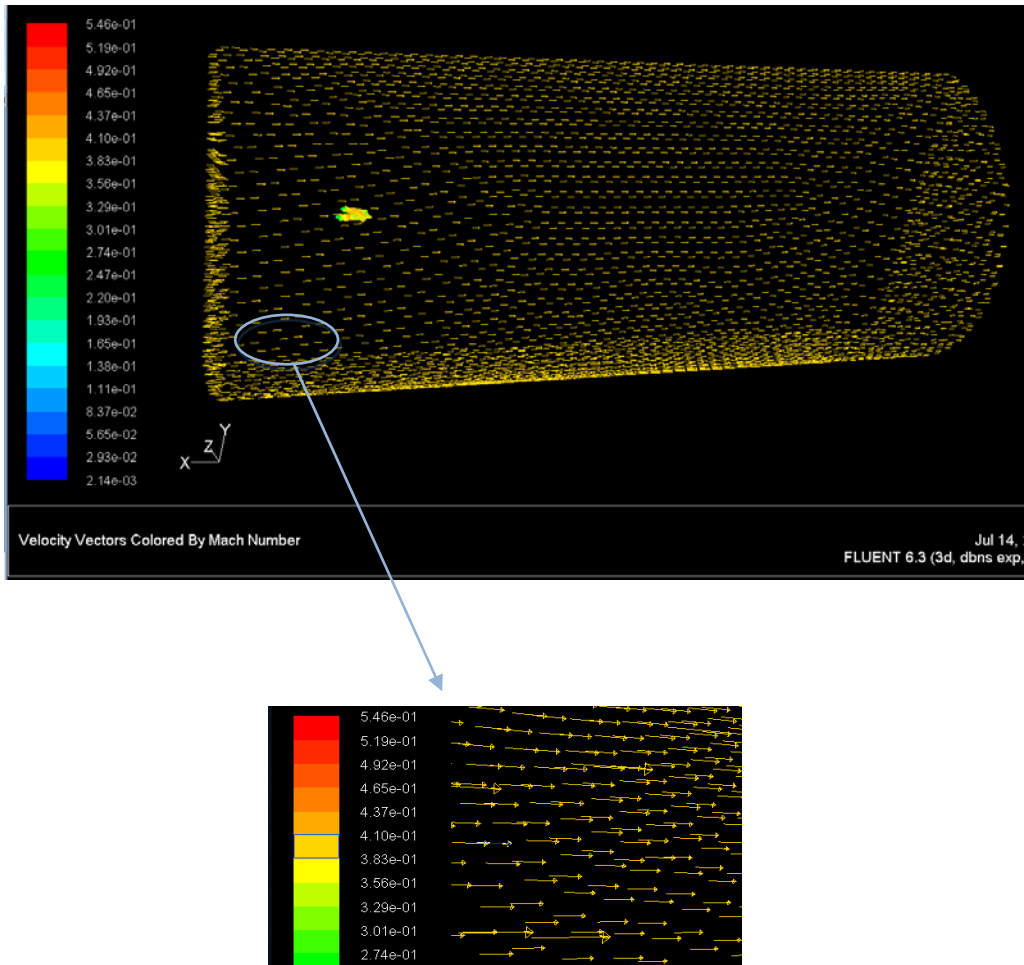 5.46e-01
5.19e-01
4.92e-01
4.65e-01
4.37e-01
4.10e-01
3.83e-01
3.56e-01
3.29e-01
3.01e-01
2.74e-01
2.47e-01
2.20e-01
1.93e-01
1.65e-01
1.38e-01
1.11e-01
8.37e-02
5.65e-02
2.93e-02
2.14e-03
Y
Z
X
Velocity Vectors Colored By Mach Number
Jul 14,
FLUENT 6.3 (3d, dbns exp,
5.46e-01
5.19e-01
4.92e-01
4.65e-01
4.37e-01
4.10e-01
3.83e-01
3.56e-01
3.29e-01
3.01e-01
2.74e-01